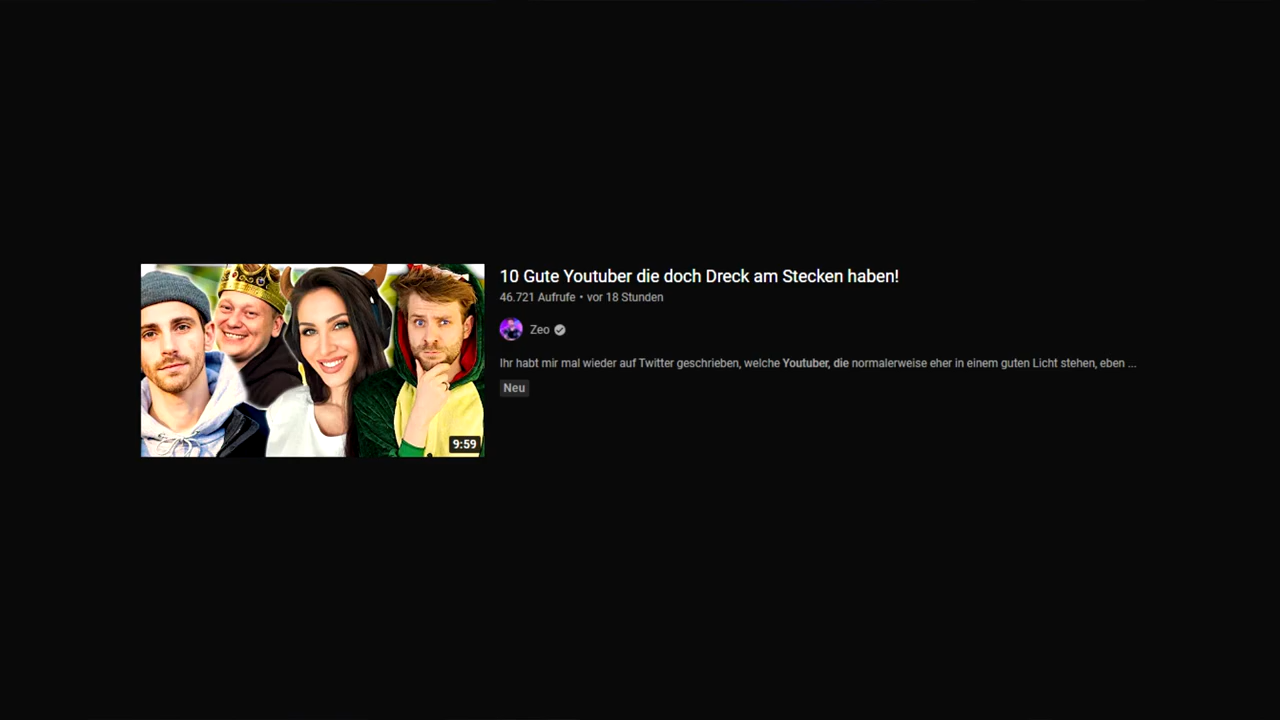 10 Gute Youtuber die doch Dreck am Stecken haben!
46.721 Aufrufe • vor 18 Stunden
Zeo
Ihr habt mir mal wieder auf Twitter geschrieben, welche Youtuber, die normalerweise eher in einem guten Licht stehen, eben ...
Neu
9:59